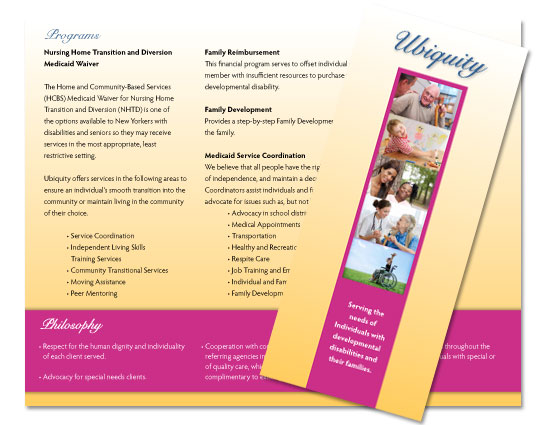 Programs
Nursing Home Transition and Diversion
Medicaid Waiver
The Home and Community-Based Services
(HCBS) Medicaid Waiver for Nursing Home
Transition and Diversion (NHTD) is one of
the options available to New Yorkers with
disabilities and seniors so they may receive
services in the most appropriate, least
restrictive setting.
Ubiquity offers services in the following areas to
ensure an individual's smooth transition into the
community or maintain living in the community
of their choice.
• Service Coordination
• Independent Living Skills
Training Services
• Community Transitional Services
• Moving Assistance
• Peer Mentoring
Family Reimbursement
This financial program serves to offset individual
member with insufficient resources to purchase
developmental disability.
Family Development
Provides a step-by-step Family Developmen
the family.
Medicaid Service Coordination
We believe that all people have the rig
of independence, and maintain a dec
Coordinators assist individuals and f
advocate for issues such as, but not
• Advocacy in school distri
• Medical Appointments
• Transportation
• Healthy and Recreation
• Respite Care
• Job Training and Em
• Individual and Fam
• Family Developm
Philosophy
• Respect for the human dignity and individuality
of each client served.
• Advocacy for special needs clients
• Cooperation with co
referring agencies in
of quality care, whi
complimentary to e
throughout the
uals with special or
Ubiquity
Serving the
needs of
Individuals with
developmental
disabilities and
their families.